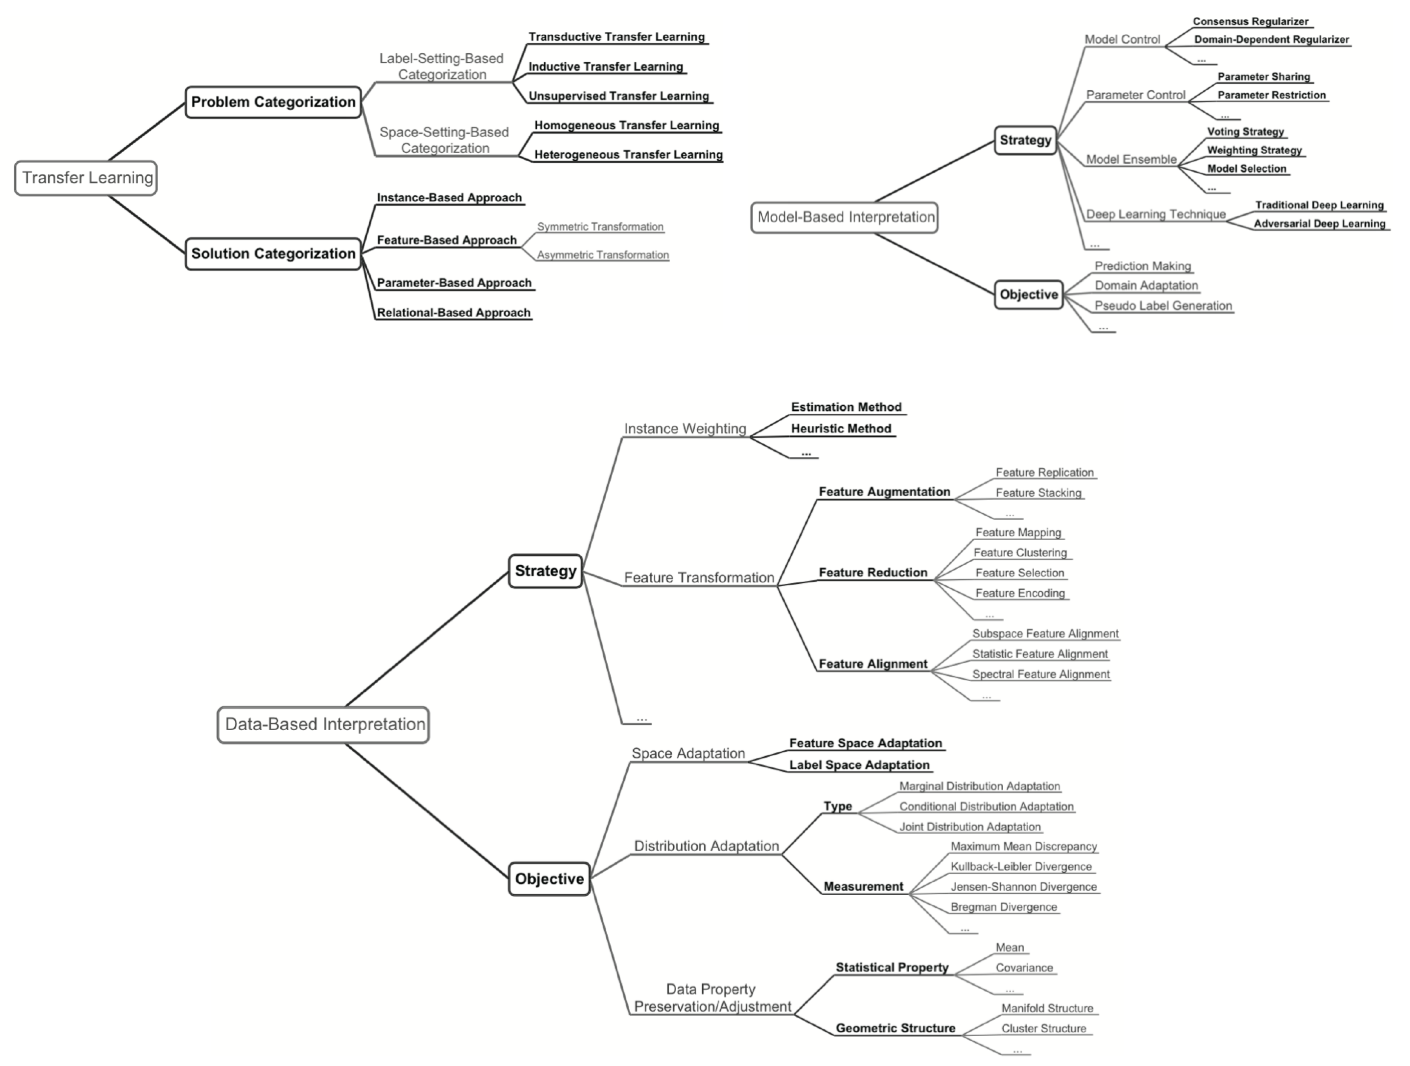 Transfer Learning
Problem Categorization
Label-Setting-Based
Categorization
Transductive Transfer Learning
Inductive Transfer Learning
Unsupervised Transfer Learning
Space-Setting-Based
Categorization
Homogeneous Transfer Learning
Heterogeneous Transfer Learning
Solution Categorization
Instance-Based Approach
Feature-Based Approach
Symmetric Transformation
Asymmetric Transformation
Parameter-Based Approach
Relational-Based Approach
Model-Based Interpretation
Strategy
Model Control
Consensus Regularizer
Domain-Dependent Regularizer
...
Parameter Control
Parameter Sharing
Parameter Restriction
...
Model Ensemble
Voting Strategy
Weighting Strategy
Model Selection
...
Deep Learning Technique
Traditional Deep Learning
Adversarial Deep Learning
...
Objective
Prediction Making
Domain Adaptation
Pseudo Label Generation
...
Data-Based Interpretation
Strategy
Instance Weighting
Estimation Method
Heuristic Method
...
Feature Transformation
Feature Augmentation
Feature Replication
Feature Stacking
...
Feature Reduction
Feature Mapping
Feature Clustering
Feature Selection
Feature Encoding
...
Feature Alignment
Subspace Feature Alignment
Statistic Feature Alignment
Spectral Feature Alignment
...
...
Objective
Space Adaptation
Feature Space Adaptation
Label Space Adaptation
Distribution Adaptation
Type
Marginal Distribution Adaptation
Conditional Distribution Adaptation
Joint Distribution Adaptation
Measurement
Maximum Mean Discrepancy
Kullback-Leibler Divergence
Jensen-Shannon Divergence
Bregman Divergence
...
Data Property
Preservation/Adjustment
Statistical Property
Mean
Covariance
...
Geometric Structure
Manifold Structure
Cluster Structure
...